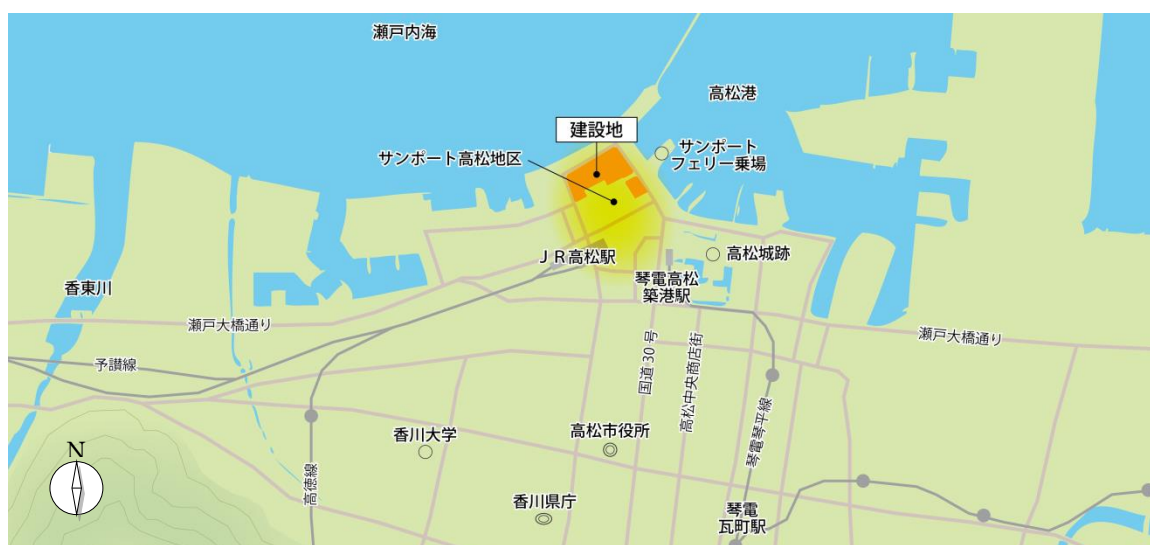 瀬戸内海
高松港
建設地
サンポート高松地区
サンポート
フェリー乗場
ＪＲ高松駅
高松城跡
琴電高松
築港駅
香東川
瀬戸大橋通り
瀬戸大橋通り
予讃線
国道30号
高松中央商店街
琴電琴平線
香川大学
高松市役所
高徳線
香川県庁
琴電
瓦町駅
N